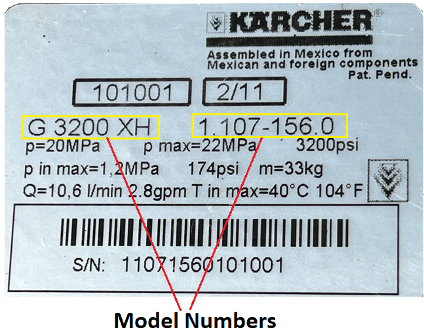 KÄRCHER
Assembled in Mexico from
Mexican and foreign components
Pat. Pend.
101001 2/11
G 3200 XH 1.107-156.0
p=20MPa p max=22MPa 3200psi
p in max=1,2MPa 174psi m=33kg
Q=10,6 l/min 2.8gpm T in max=40°C 104°F
S/N: 11071560101001
Model Numbers